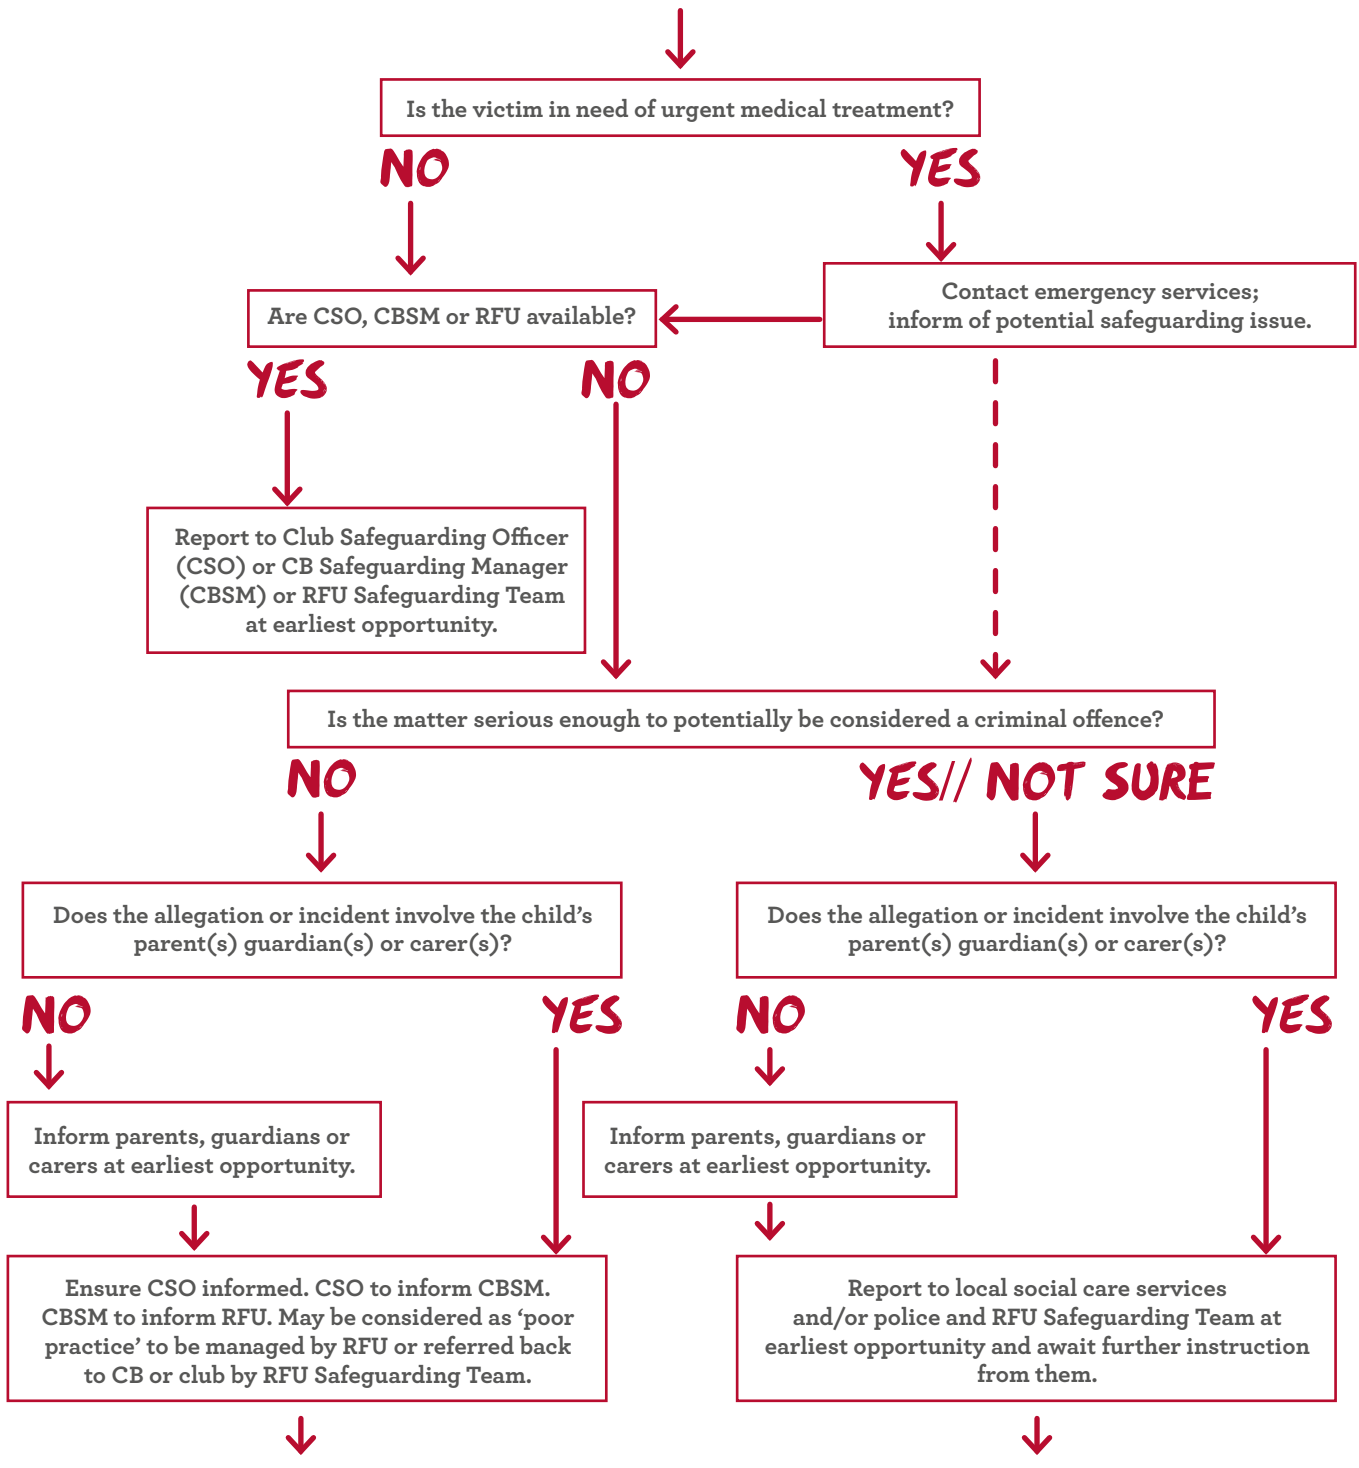 Is the victim in need of urgent medical treatment?
NO
YES
Contact emergency services;
inform of potential safeguarding issue.
Are CSO, CBSM or RFU available?
YES
NO
Report to Club Safeguarding Officer
(CSO) or CB Safeguarding Manager
(CBSM) or RFU Safeguarding Team
at earliest opportunity.
Is the matter serious enough to potentially be considered a criminal offence?
NO
YES// NOT SURE
Does the allegation or incident involve the child’s
parent(s) guardian(s) or carer(s)?
Does the allegation or incident involve the child’s
parent(s) guardian(s) or carer(s)?
NO
YES
NO
YES
Inform parents, guardians or
carers at earliest opportunity.
Inform parents, guardians or
carers at earliest opportunity.
Ensure CSO informed. CSO to inform CBSM.
CBSM to inform RFU. May be considered as ‘poor
practice’ to be managed by RFU or referred back
to CB or club by RFU Safeguarding Team.
Report to local social care services
and/or police and RFU Safeguarding Team at
earliest opportunity and await further instruction
from them.